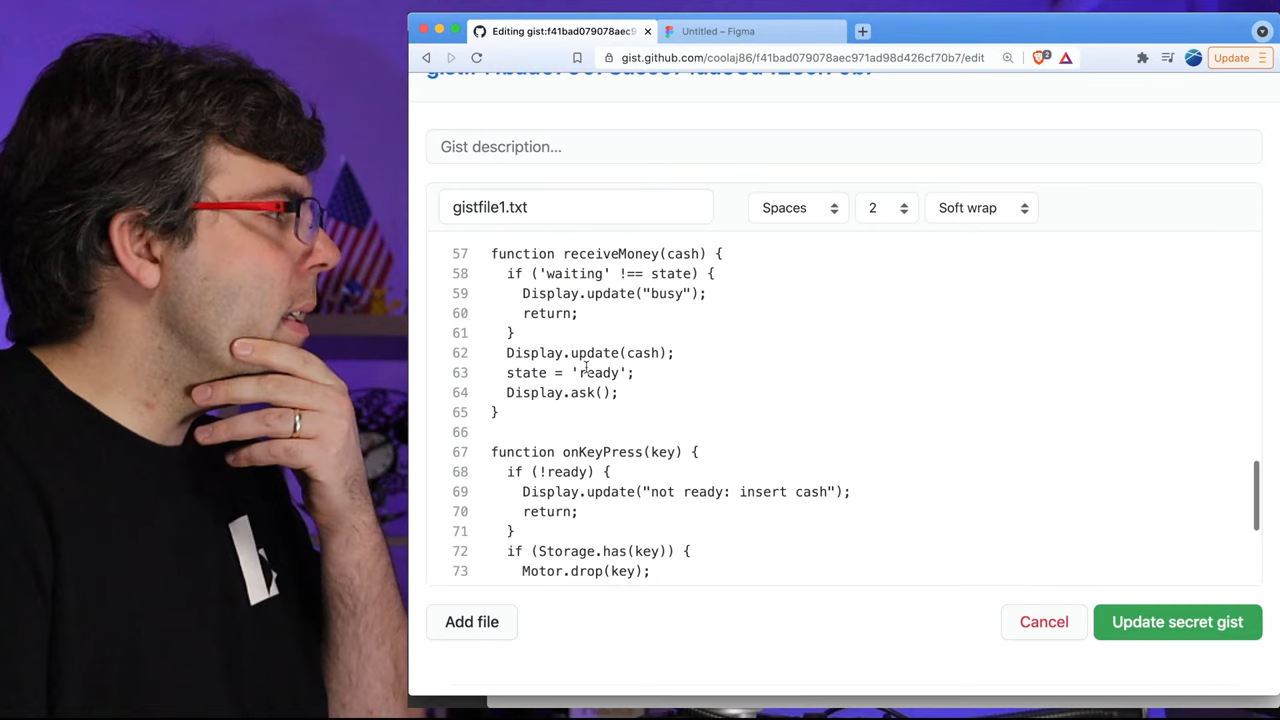 Editing gist:f41bad079078aec9
Untitled – Figma
gist.github.com/coolaj86/f41bad079078aec971ad98d426cf70b7/edit
2
Update
Gist description...
gistfile1.txt
Spaces
2
Soft wrap
57 function receiveMoney(cash) {
58 if ('waiting' !== state) {
59 Display.update("busy");
60 return;
61 }
62 Display.update(cash);
63 state = 'ready';
64 Display.ask();
65 }
66
67 function onKeyPress(key) {
68 if (!ready) {
69 Display.update("not ready: insert cash");
70 return;
71 }
72 if (Storage.has(key)) {
73 Motor.drop(key);
Add file
Cancel
Update secret gist